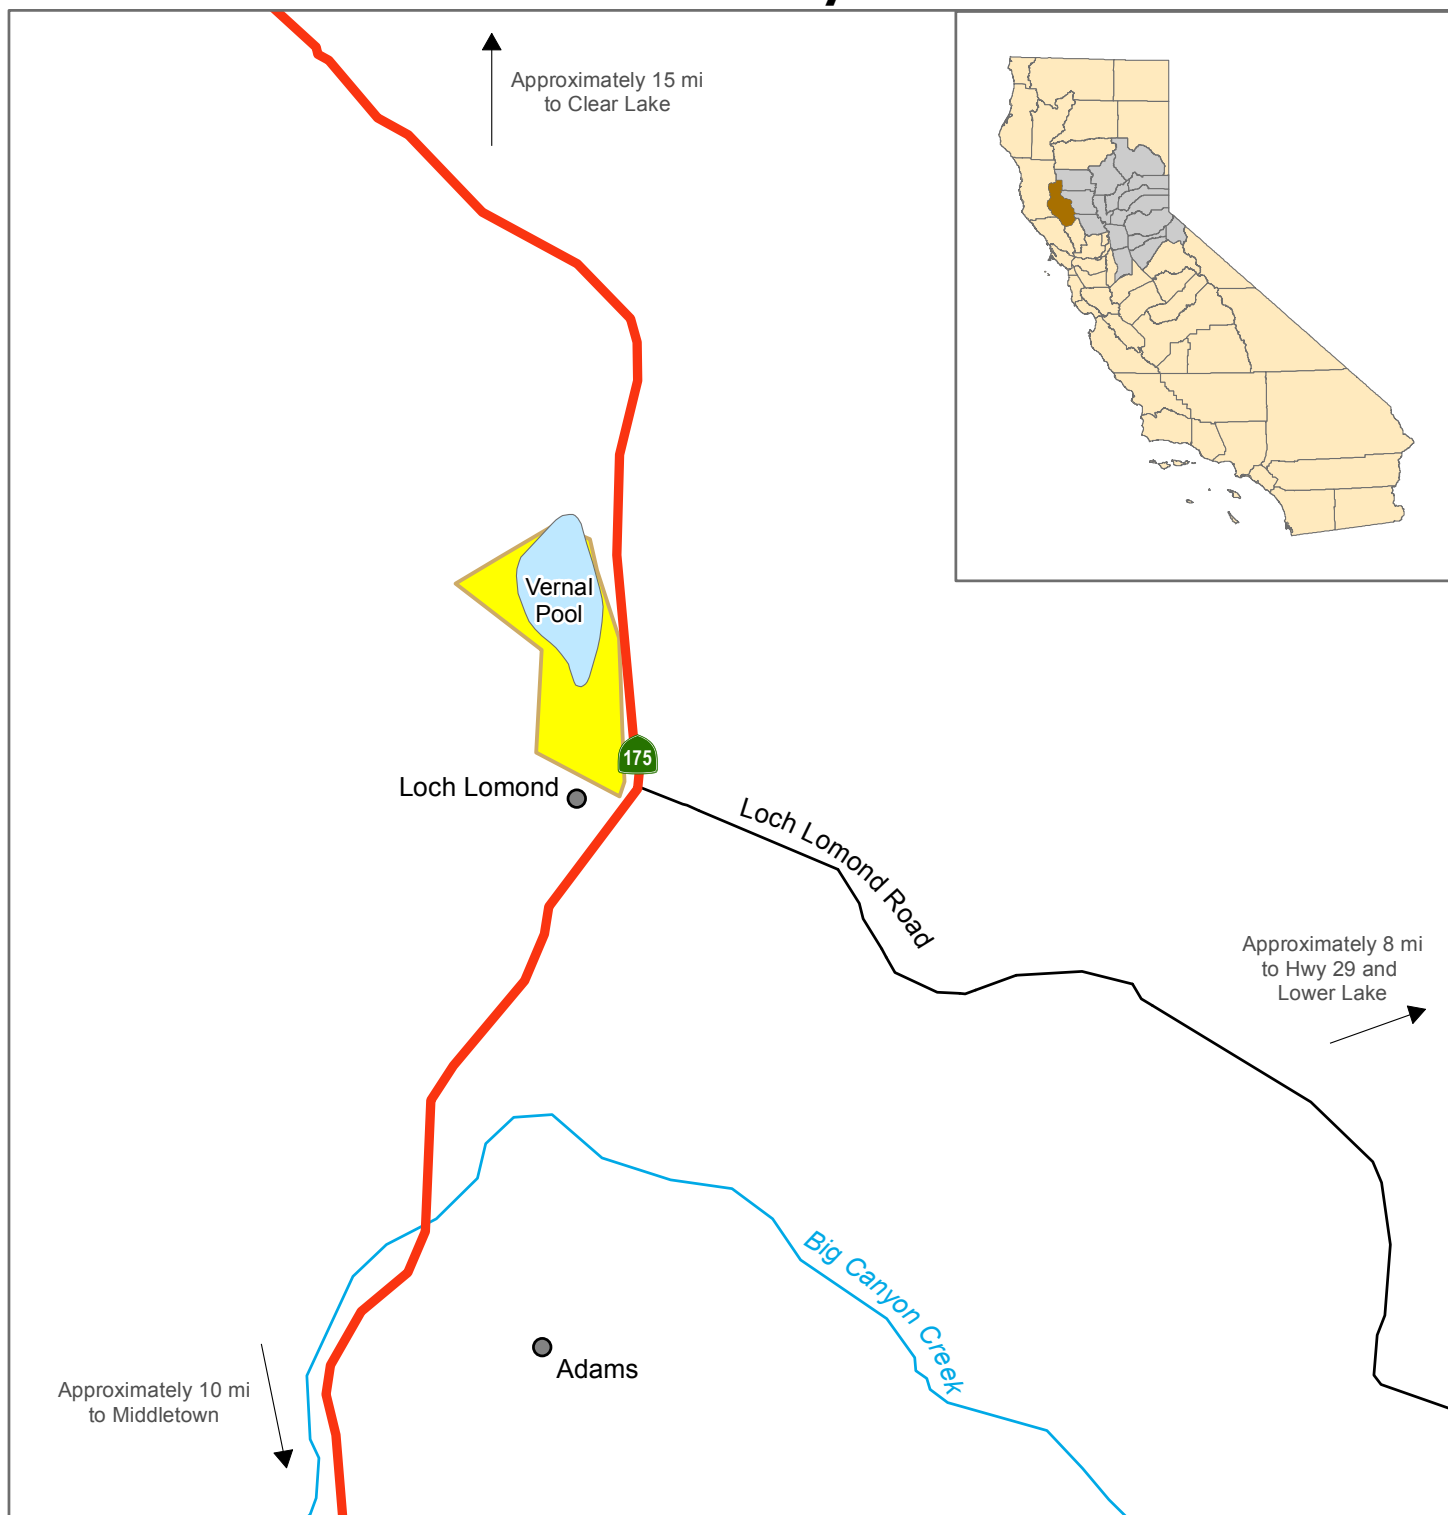 Approximately 15 mi
to Clear Lake
Vernal
Pool
175
Loch Lomond
Loch Lomond Road
Approximately 8 mi
to Hwy 29 and
Lower Lake
Big Canyon Creek
Adams
Approximately 10 mi
to Middletown